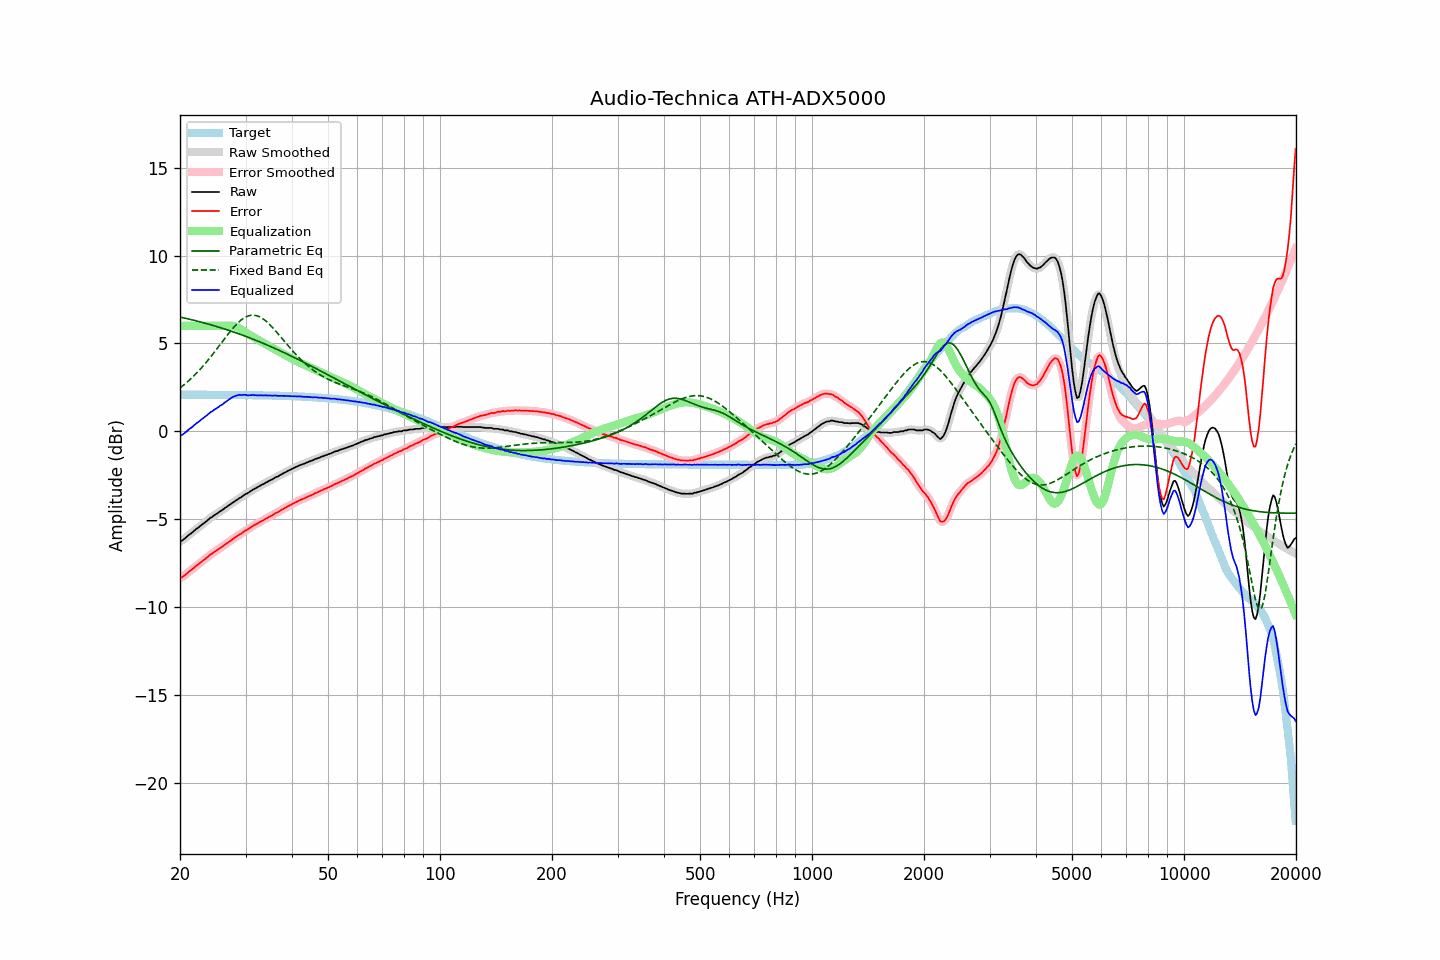 Audio-Technica ATH-ADX5000
Target
Raw Smoothed
Error Smoothed
Raw
Error
Equalization
Parametric Eq
Fixed Band Eq
Equalized
Amplitude (dBr)
15
10
5
0
−5
−10
−15
−20
20 50 100 200 500 1000 2000 5000 10000 20000
Frequency (Hz)